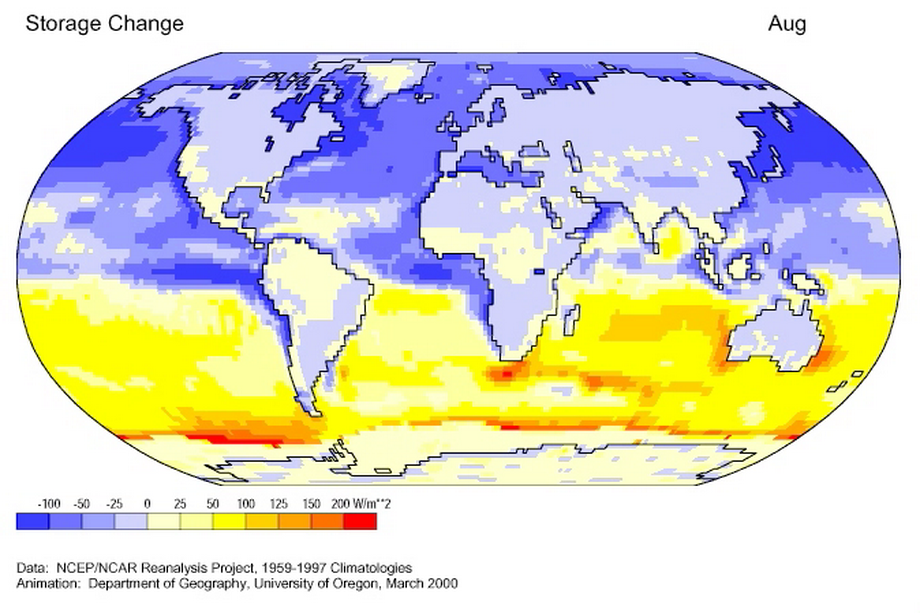 Storage Change
Aug
-100 -50 -25 0 25 50 100 125 150 200 W/m**2
Data: NCEP/NCAR Reanalysis Project, 1959-1997 Climatologies
Animation: Department of Geography, University of Oregon, March 2000